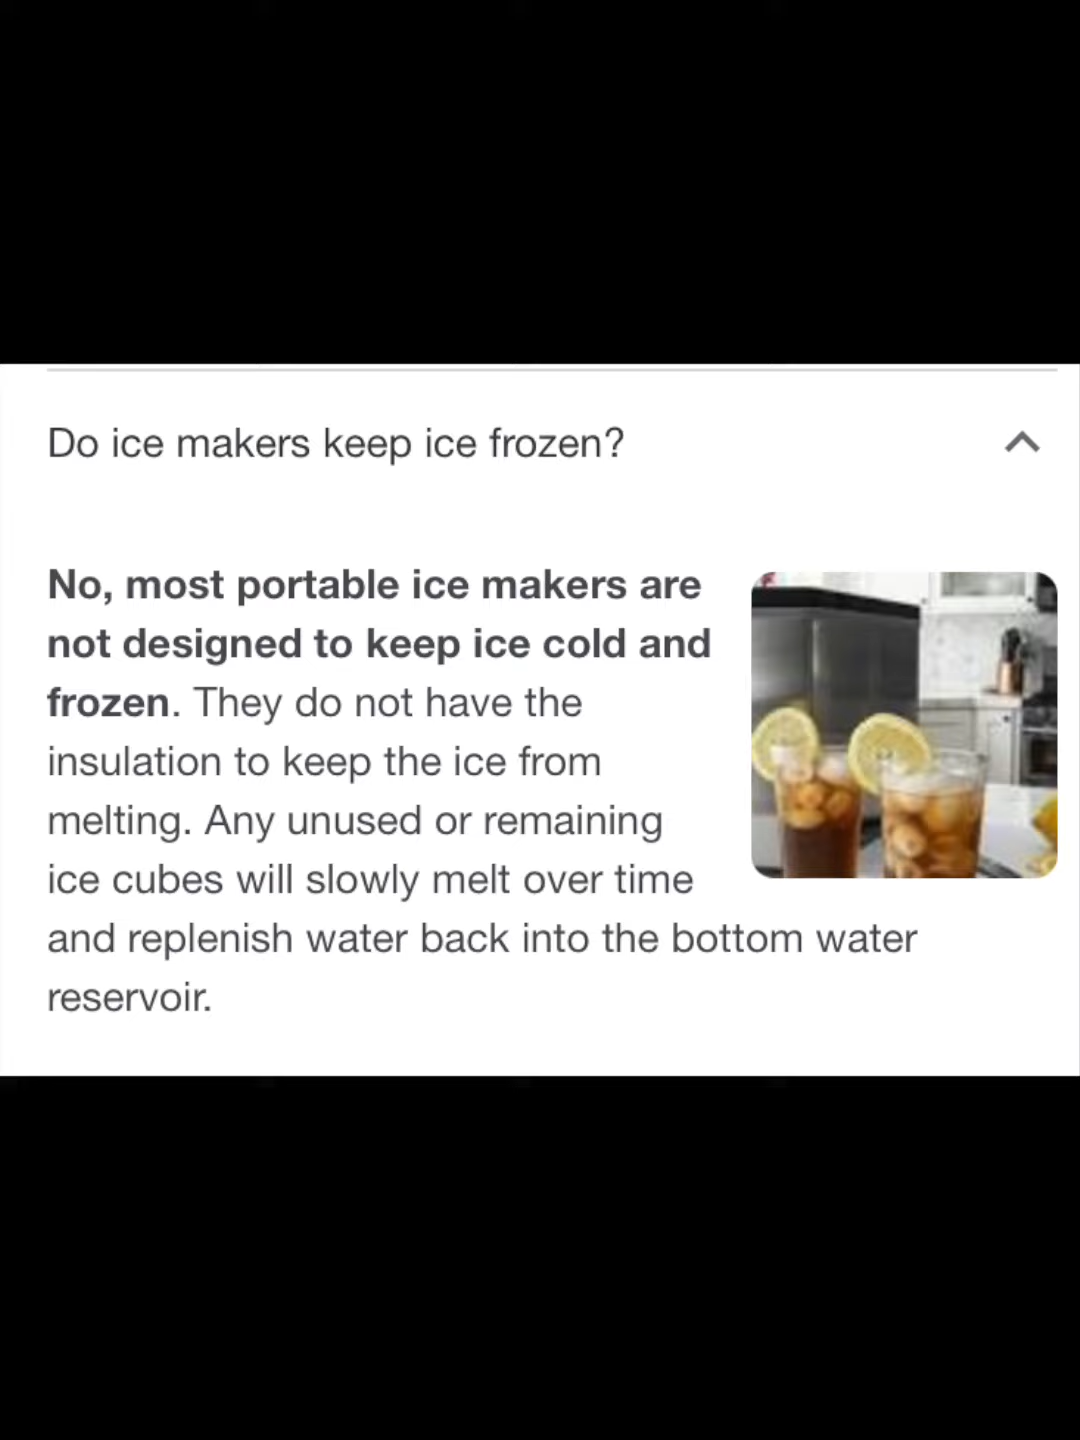 Do ice makers keep ice frozen?
No, most portable ice makers are
not designed to keep ice cold and
frozen. They do not have the
insulation to keep the ice from
melting. Any unused or remaining
ice cubes will slowly melt over time
and replenish water back into the bottom water
reservoir.